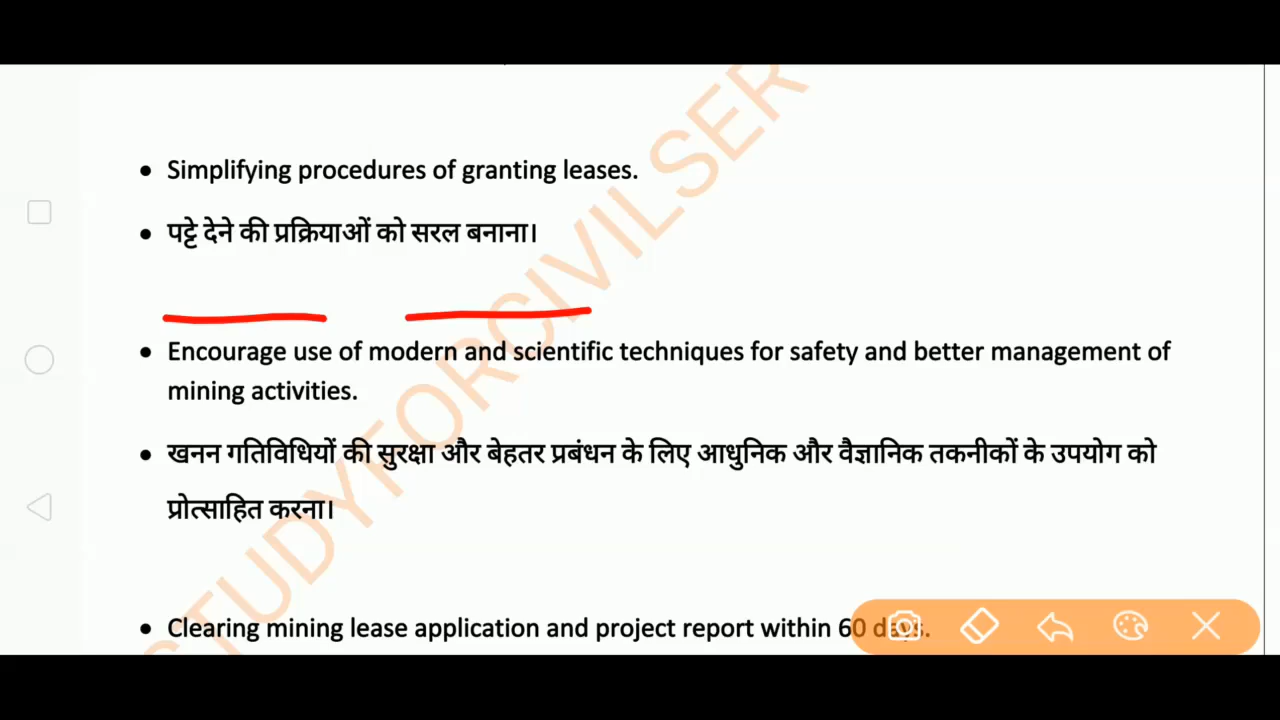 • Simplifying procedures of granting leases.
• पट्टे देने की प्रक्रियाओं को सरल बनाना।
• Encourage use of modern and scientific techniques for safety and better management of
mining activities.
• खनन गतिविधियों की सुरक्षा और बेहतर प्रबंधन के लिए आधुनिक और वैज्ञानिक तकनीकों के उपयोग को
प्रोत्साहित करना।
• Clearing mining lease application and project report within 60 days.
STUDYFORCIVILSER